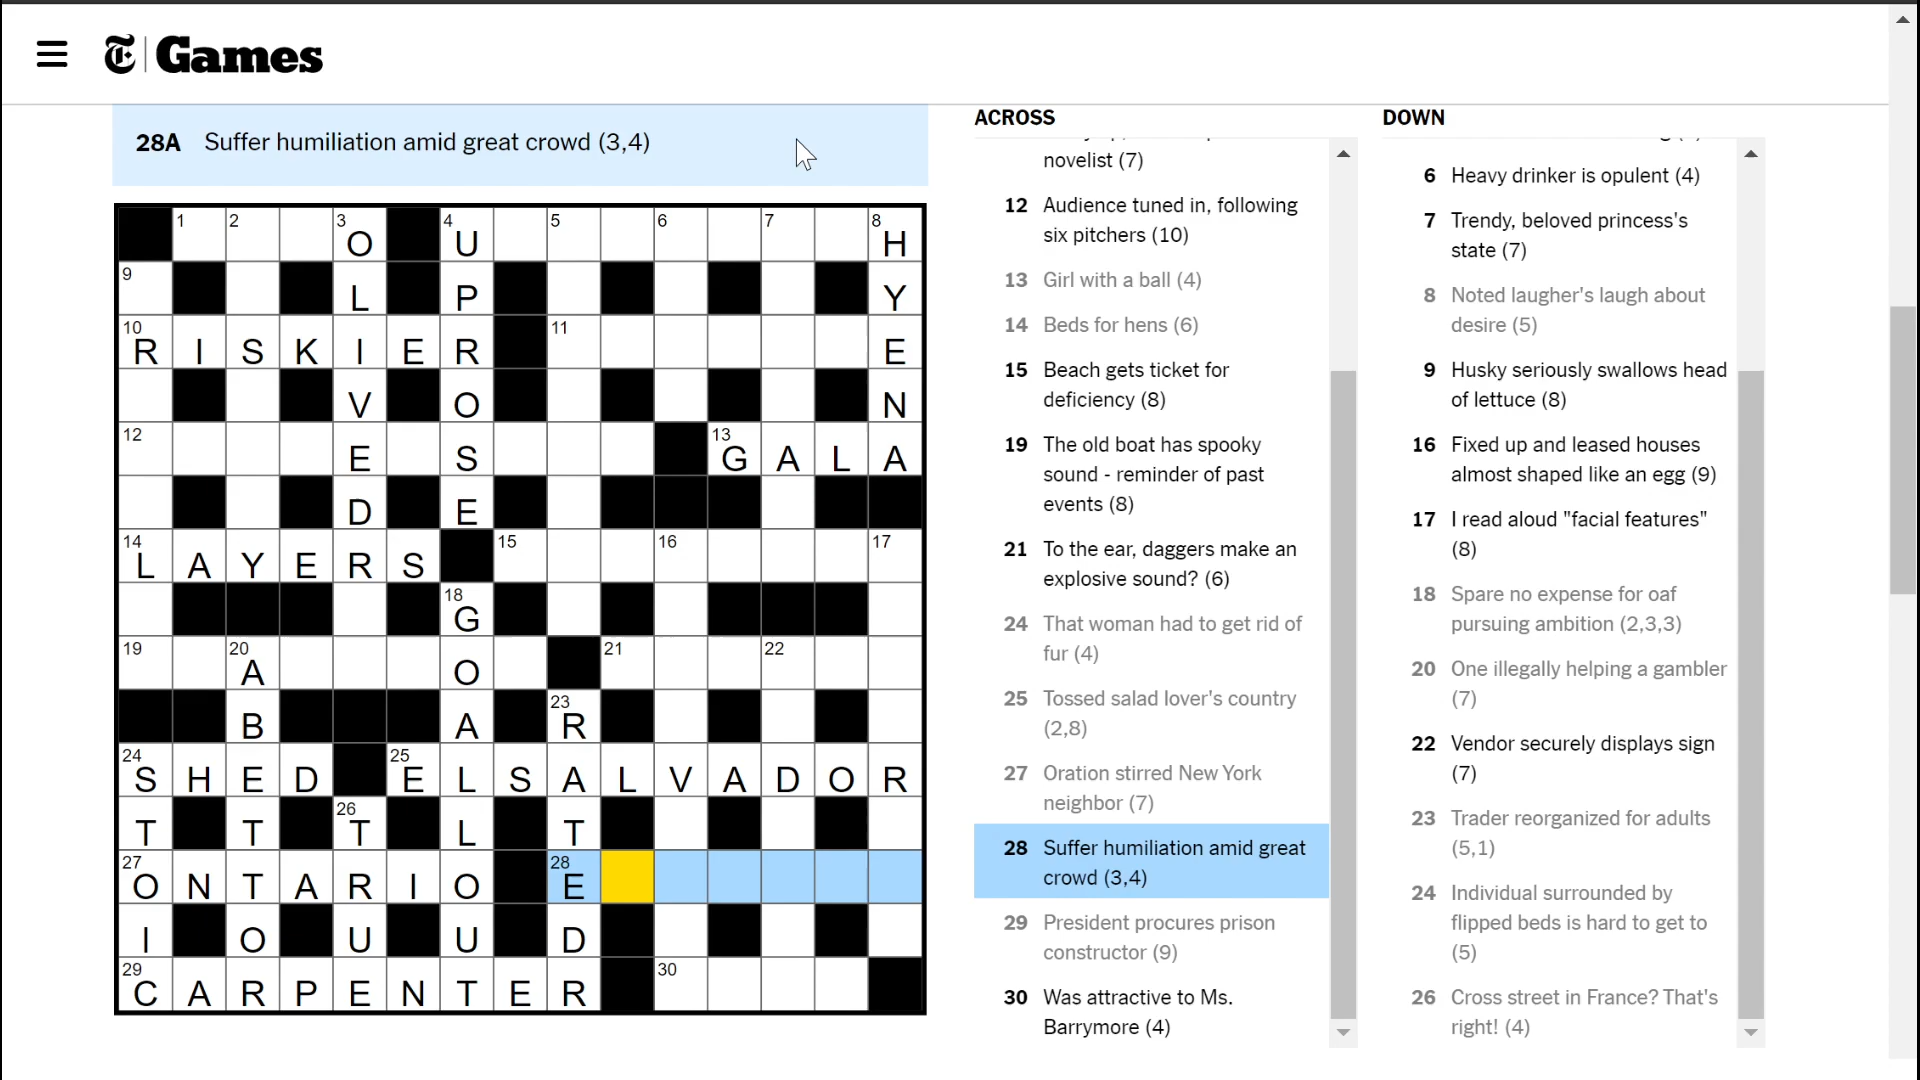 T Games
28A Suffer humiliation amid great crowd (3,4)
1 2 3 O 4 U 5 6 7 8 H
9 L P Y
10 R I S K I E R 11 E
V O N
12 E S 13 G A L A
D E
14 L A Y E R S 15 16 17
18 G
19 20 A O 21 22
B A 23 R
24 S H E D 25 E L S A L V A D O R
T T 26 T L T
27 O N T A R I O 28 E
I O U U D
29 C A R P E N T E R 30
ACROSS
novelist (7)
12 Audience tuned in, following
six pitchers (10)
13 Girl with a ball (4)
14 Beds for hens (6)
15 Beach gets ticket for
deficiency (8)
19 The old boat has spooky
sound - reminder of past
events (8)
21 To the ear, daggers make an
explosive sound? (6)
24 That woman had to get rid of
fur (4)
25 Tossed salad lover's country
(2,8)
27 Oration stirred New York
neighbor (7)
28 Suffer humiliation amid great
crowd (3,4)
29 President procures prison
constructor (9)
30 Was attractive to Ms.
Barrymore (4)
DOWN
6 Heavy drinker is opulent (4)
7 Trendy, beloved princess's
state (7)
8 Noted laugher's laugh about
desire (5)
9 Husky seriously swallows head
of lettuce (8)
16 Fixed up and leased houses
almost shaped like an egg (9)
17 I read aloud "facial features"
(8)
18 Spare no expense for oaf
pursuing ambition (2,3,3)
20 One illegally helping a gambler
(7)
22 Vendor securely displays sign
(7)
23 Trader reorganized for adults
(5,1)
24 Individual surrounded by
flipped beds is hard to get to
(5)
26 Cross street in France? That's
right! (4)